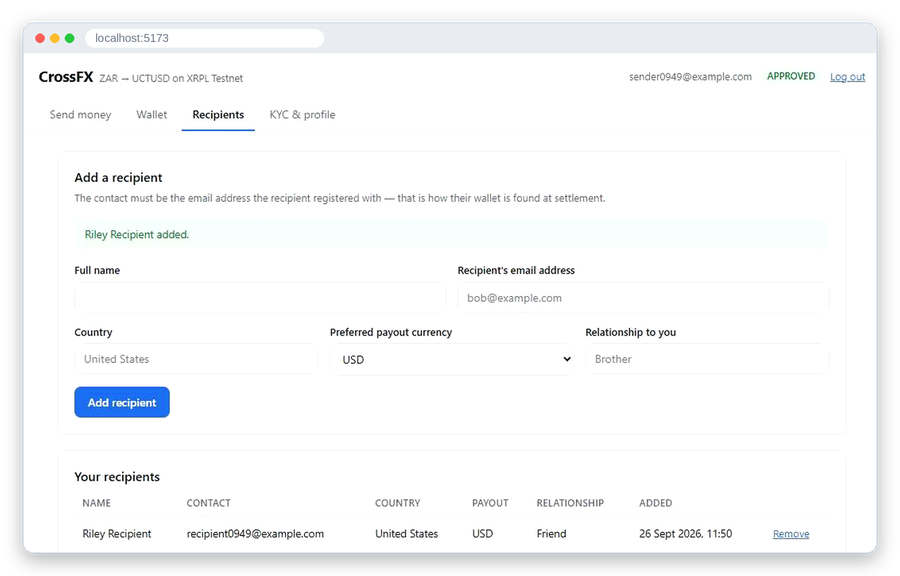 localhost:5173
CrossFX ZAR → UCTUSD on XRPL Testnet
sender0949@example.com APPROVED Log out
Send money Wallet Recipients KYC & profile
Add a recipient
The contact must be the email address the recipient registered with — that is how their wallet is found at settlement.
Riley Recipient added.
Full name Recipient's email address
bob@example.com
Country Preferred payout currency Relationship to you
United States USD Brother
Add recipient
Your recipients
NAME CONTACT COUNTRY PAYOUT RELATIONSHIP ADDED
Riley Recipient recipient0949@example.com United States USD Friend 26 Sept 2026, 11:50 Remove